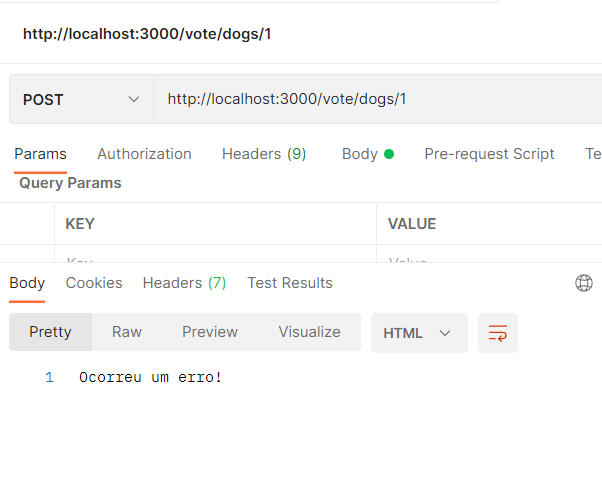 http://localhost:3000/vote/dogs/1
POST http://localhost:3000/vote/dogs/1
Params Authorization Headers (9) Body Pre-request Script Te
Query Params
KEY VALUE
Key Value
Body Cookies Headers (7) Test Results
Pretty Raw Preview Visualize HTML
1 Ocorreu um erro!